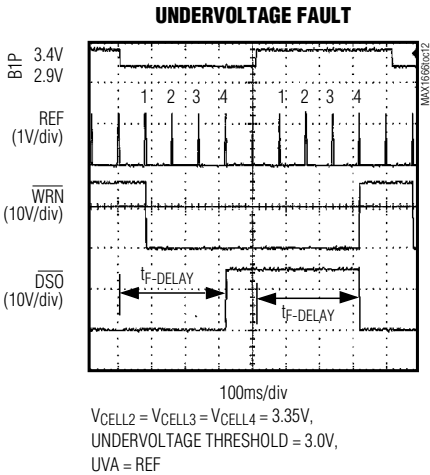 UNDERVOLTAGE FAULT
B1P
3.4V
2.9V
MAX1666toc12
1 2 3 4 1 2 3 4
REF
(1V/div)
WRN
(10V/div)
DSO
(10V/div)
tF-DELAY
tF-DELAY
100ms/div
VCELL2 = VCELL3 = VCELL4 = 3.35V,
UNDERVOLTAGE THRESHOLD = 3.0V,
UVA = REF